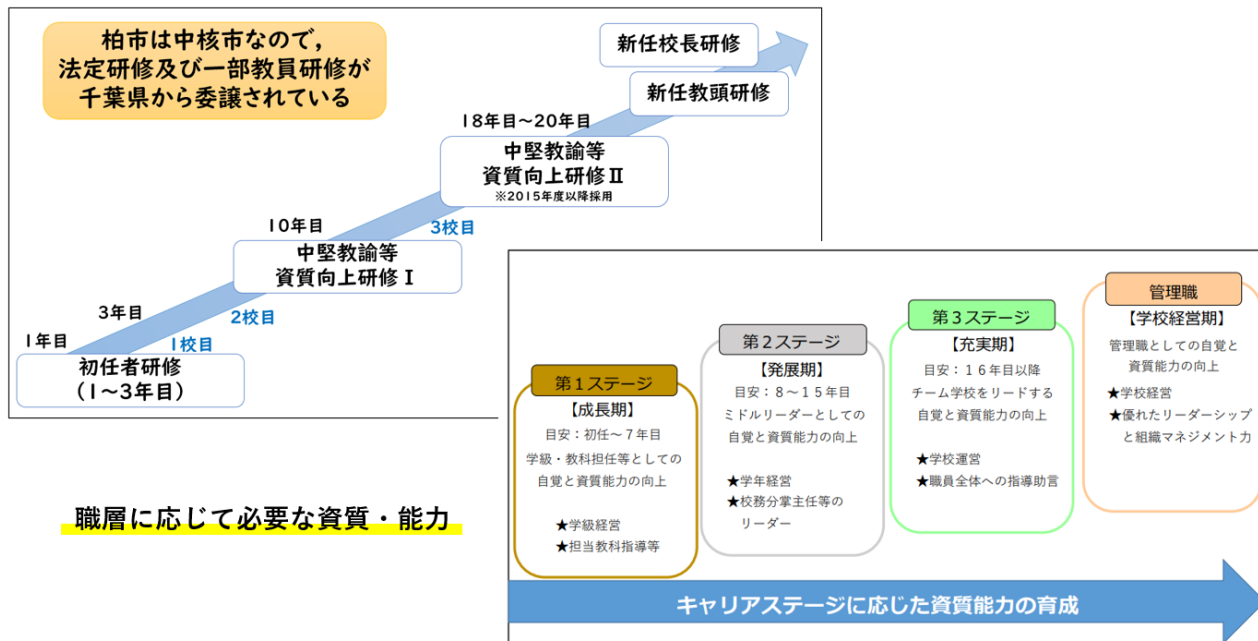 柏市は中核市なので，
法定研修及び一部教員研修が
千葉県から委譲されている
新任校長研修
新任教頭研修
18年目～20年目
中堅教諭等
資質向上研修Ⅱ
※2015年度以降採用
3校目
10年目
中堅教諭等
資質向上研修Ⅰ
2校目
3年目
1校目
1年目
初任者研修
（1～3年目）
職層に応じて必要な資質・能力
第１ステージ
【成長期】
目安：初任～７年目
学級・教科担任等としての
自覚と資質能力の向上
★学級経営
★担当教科指導等
第２ステージ
【発展期】
目安：８～１５年目
ミドルリーダーとしての
自覚と資質能力の向上
★学年経営
★校務分掌主任等の
リーダー
第３ステージ
【充実期】
目安：１６年目以降
チーム学校をリードする
自覚と資質能力の向上
★学校運営
★職員全体への指導助言
管理職
【学校経営期】
管理職としての自覚と
資質能力の向上
★学校経営
★優れたリーダーシップ
と組織マネジメント力
キャリアステージに応じた資質能力の育成